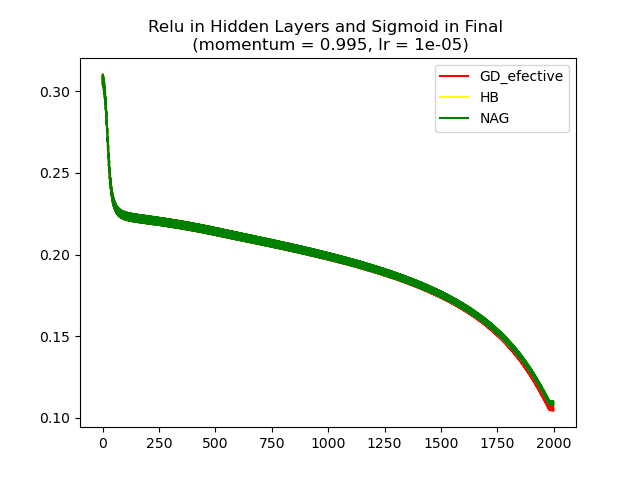 Relu in Hidden Layers and Sigmoid in Final
(momentum = 0.995, lr = 1e-05)
GD_efective
HB
NAG
0.30
0.25
0.20
0.15
0.10
0 250 500 750 1000 1250 1500 1750 2000